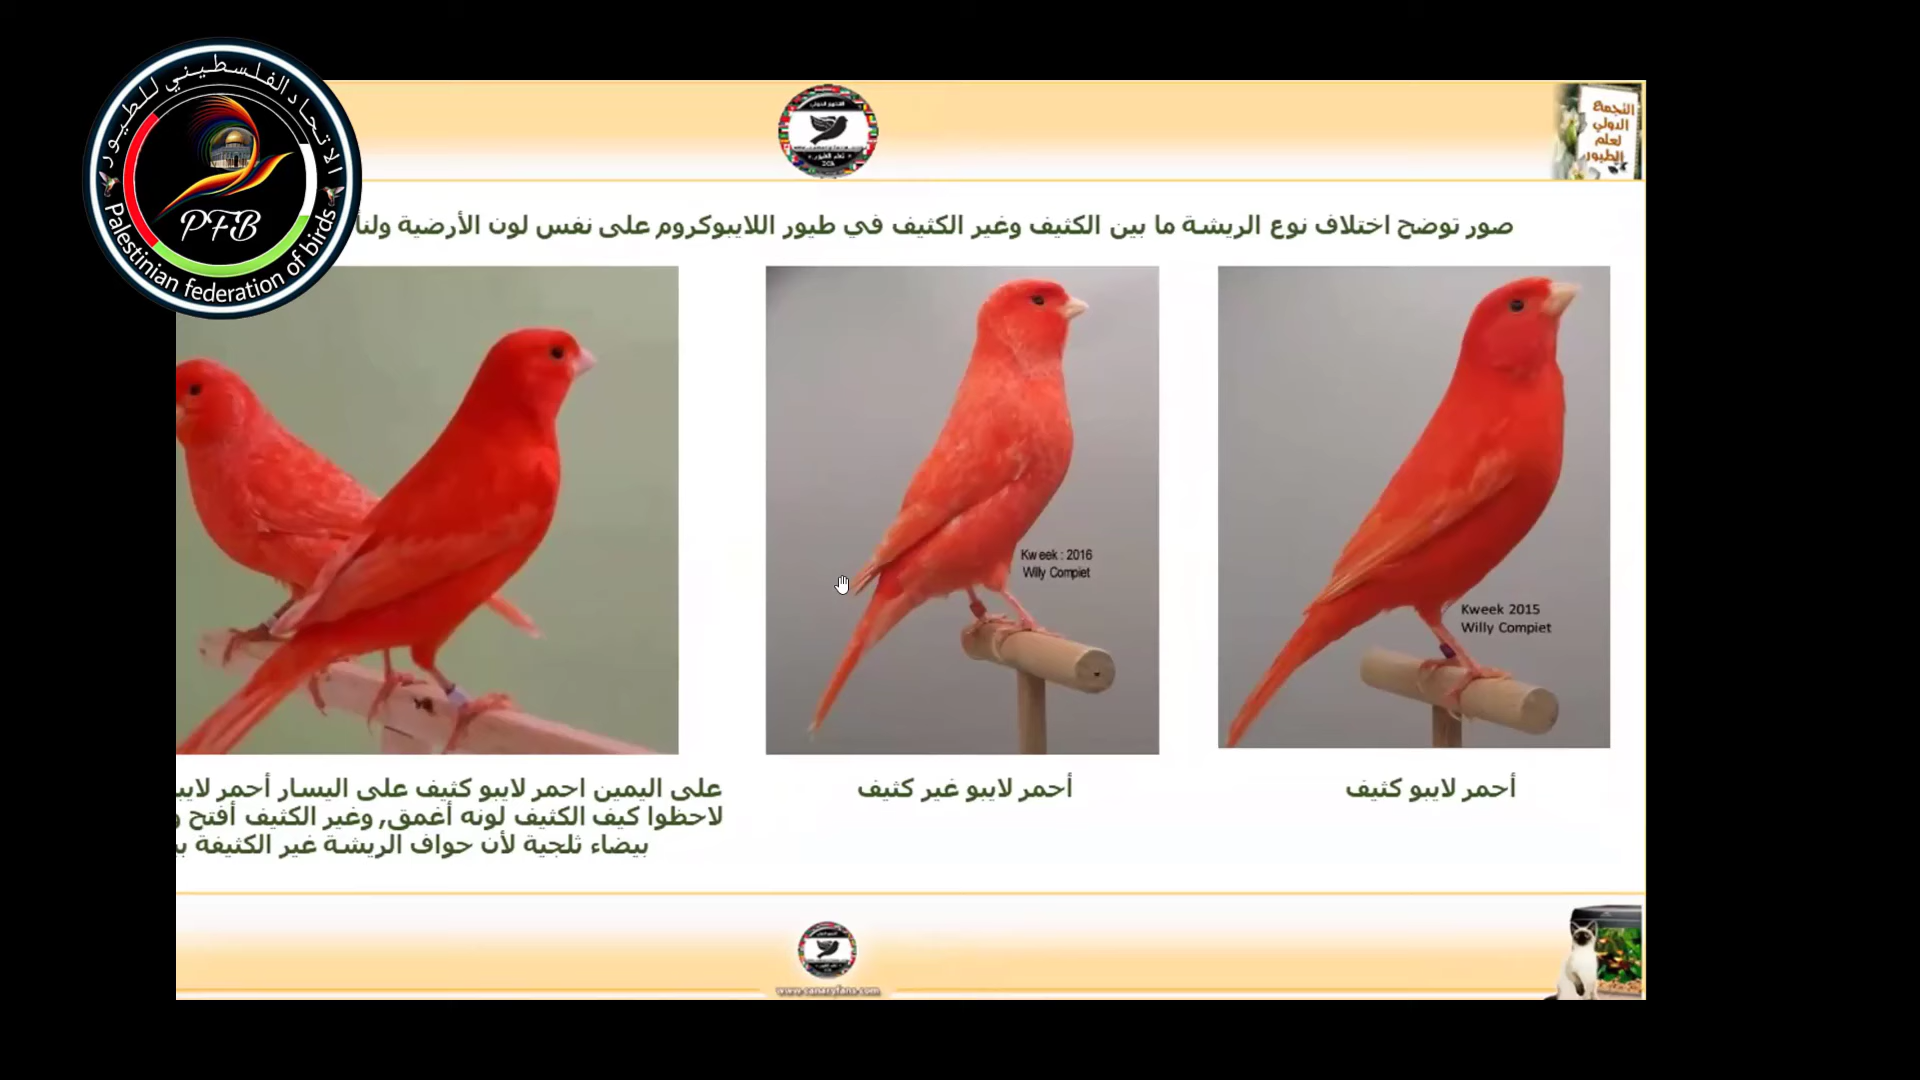 الاتحاد الفلسطيني للطيور
PFB
Palestinian federation of birds
التجمع
الدولي
لعلم
الطيور
صور توضح اختلاف نوع الريشة ما بين الكثيف وغير الكثيف في طيور اللايبوكروم على نفس لون الأرضية
Kweek : 2016
Willy Compiet
Kweek 2015
Willy Compiet
أحمر لايبو كثيف
أحمر لايبو غير كثيف
على اليمين احمر لايبو كثيف على اليسار أحمر
لاحظوا كيف الكثيف لونه أغمق, وغير الكثيف أفتح
بيضاء ثلجية لأن حواف الريشة غير الكثيفة
www.canaryfans.com